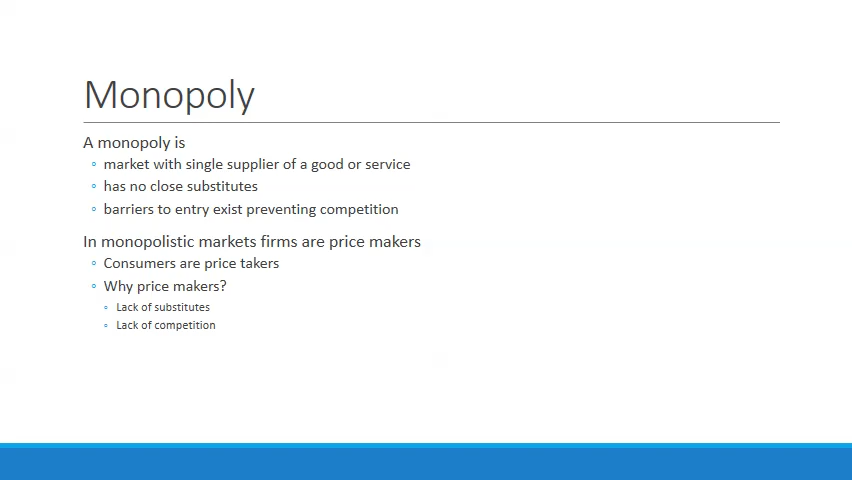 Monopoly
A monopoly is
◦ market with single supplier of a good or service
◦ has no close substitutes
◦ barriers to entry exist preventing competition
In monopolistic markets firms are price makers
◦ Consumers are price takers
◦ Why price makers?
◦ Lack of substitutes
◦ Lack of competition